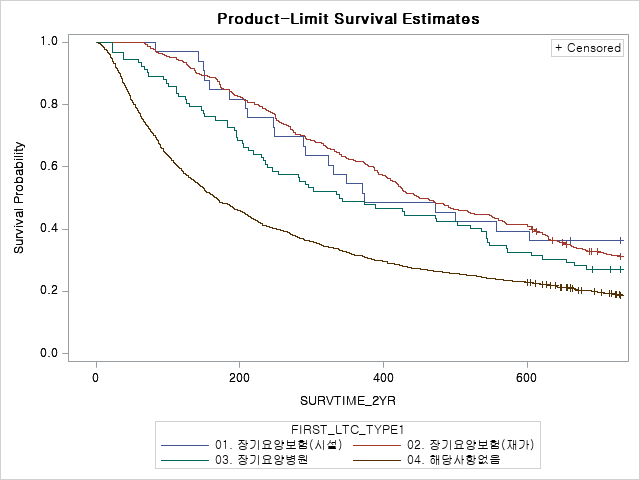 Product-Limit Survival Estimates
+ Censored
1.0
0.8
0.6
0.4
0.2
0.0
Survival Probability
0 200 400 600
SURVTIME_2YR
FIRST_LTC_TYPE1
01. 장기요양보험(시설) 02. 장기요양보험(재가)
03. 장기요양병원 04. 해당사항없음